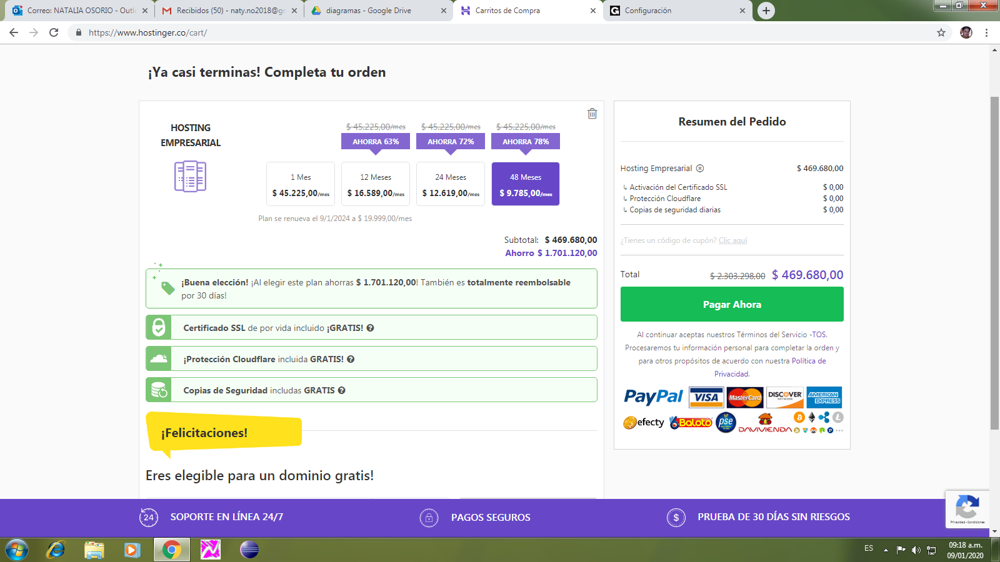 Correo: NATALIA OSORIO - Outl
Recibidos (50) - naty.no2018@gm
diagramas - Google Drive
Carritos de Compra
Configuración
https://www.hostinger.co/cart/
¡Ya casi terminas! Completa tu orden
HOSTING
EMPRESARIAL
$ 45.225,00/mes
$ 45.225,00/mes
$ 45.225,00/mes
AHORRA 63%
AHORRA 72%
AHORRA 78%
1 Mes
12 Meses
24 Meses
48 Meses
$ 45.225,00/mes
$ 16.589,00/mes
$ 12.619,00/mes
$ 9.785,00/mes
Plan se renueva el 9/1/2024 a $ 19.999,00/mes
Subtotal: $ 469.680,00
Ahorro $ 1.701.120,00
¡Buena elección! ¡Al elegir este plan ahorras $ 1.701.120,00! También es totalmente reembolsable
por 30 días!
Certificado SSL de por vida incluido ¡GRATIS!
¡Protección Cloudflare incluida GRATIS!
Copias de Seguridad includas GRATIS
¡Felicitaciones!
Eres elegible para un dominio gratis!
Resumen del Pedido
Hosting Empresarial $ 469.680,00
Activación del Certificado SSL $ 0,00
Protección Cloudflare $ 0,00
Copias de seguridad diarias $ 0,00
¿Tienes un código de cupón? Clic aquí
Total $ 2.303.298,00 $ 469.680,00
Pagar Ahora
Al continuar aceptas nuestros Términos del Servicio -TOS.
Procesaremos tu información personal para completar la orden y
para otros propósitos de acuerdo con nuestra Política de
Privacidad.
PayPal VISA MasterCard DISCOVER NETWORK AMERICAN EXPRESS
efecty Baloto pse DAVIVIENDA
24 SOPORTE EN LÍNEA 24/7
PAGOS SEGUROS
PRUEBA DE 30 DÍAS SIN RIESGOS
Privacidad - Condiciones
ES
09:18 a.m.
09/01/2020